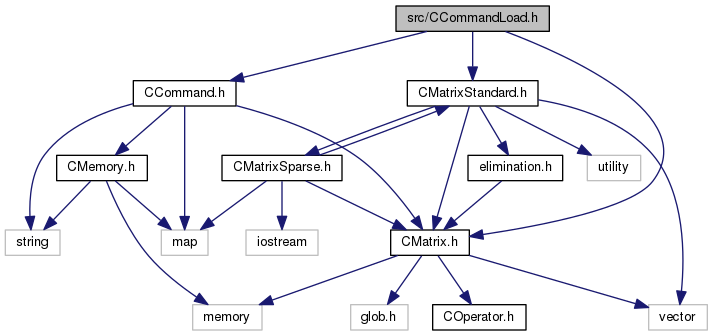 src/CCommandLoad.h
CCommand.h
CMatrixStandard.h
CMemory.h
CMatrixSparse.h
elimination.h
utility
string
map
iostream
CMatrix.h
memory
glob.h
COperator.h
vector